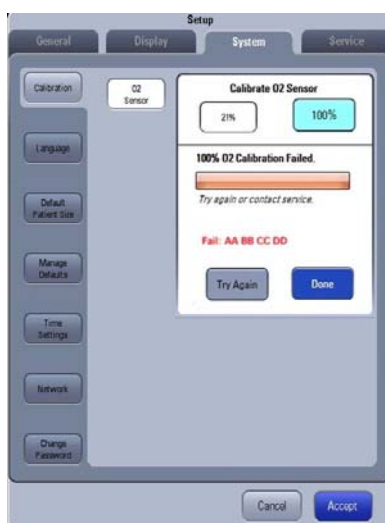 Setup
General Display System Service
Calibration
O2
Sensor
Calibrate O2 Sensor
21% 100%
100% O2 Calibration Failed.
Try again or contact service.
Fail: AA BB CC DD
Try Again Done
Language
Default
Patient Size
Manage
Defaults
Time
Settings
Network
Change
Password
Cancel Accept